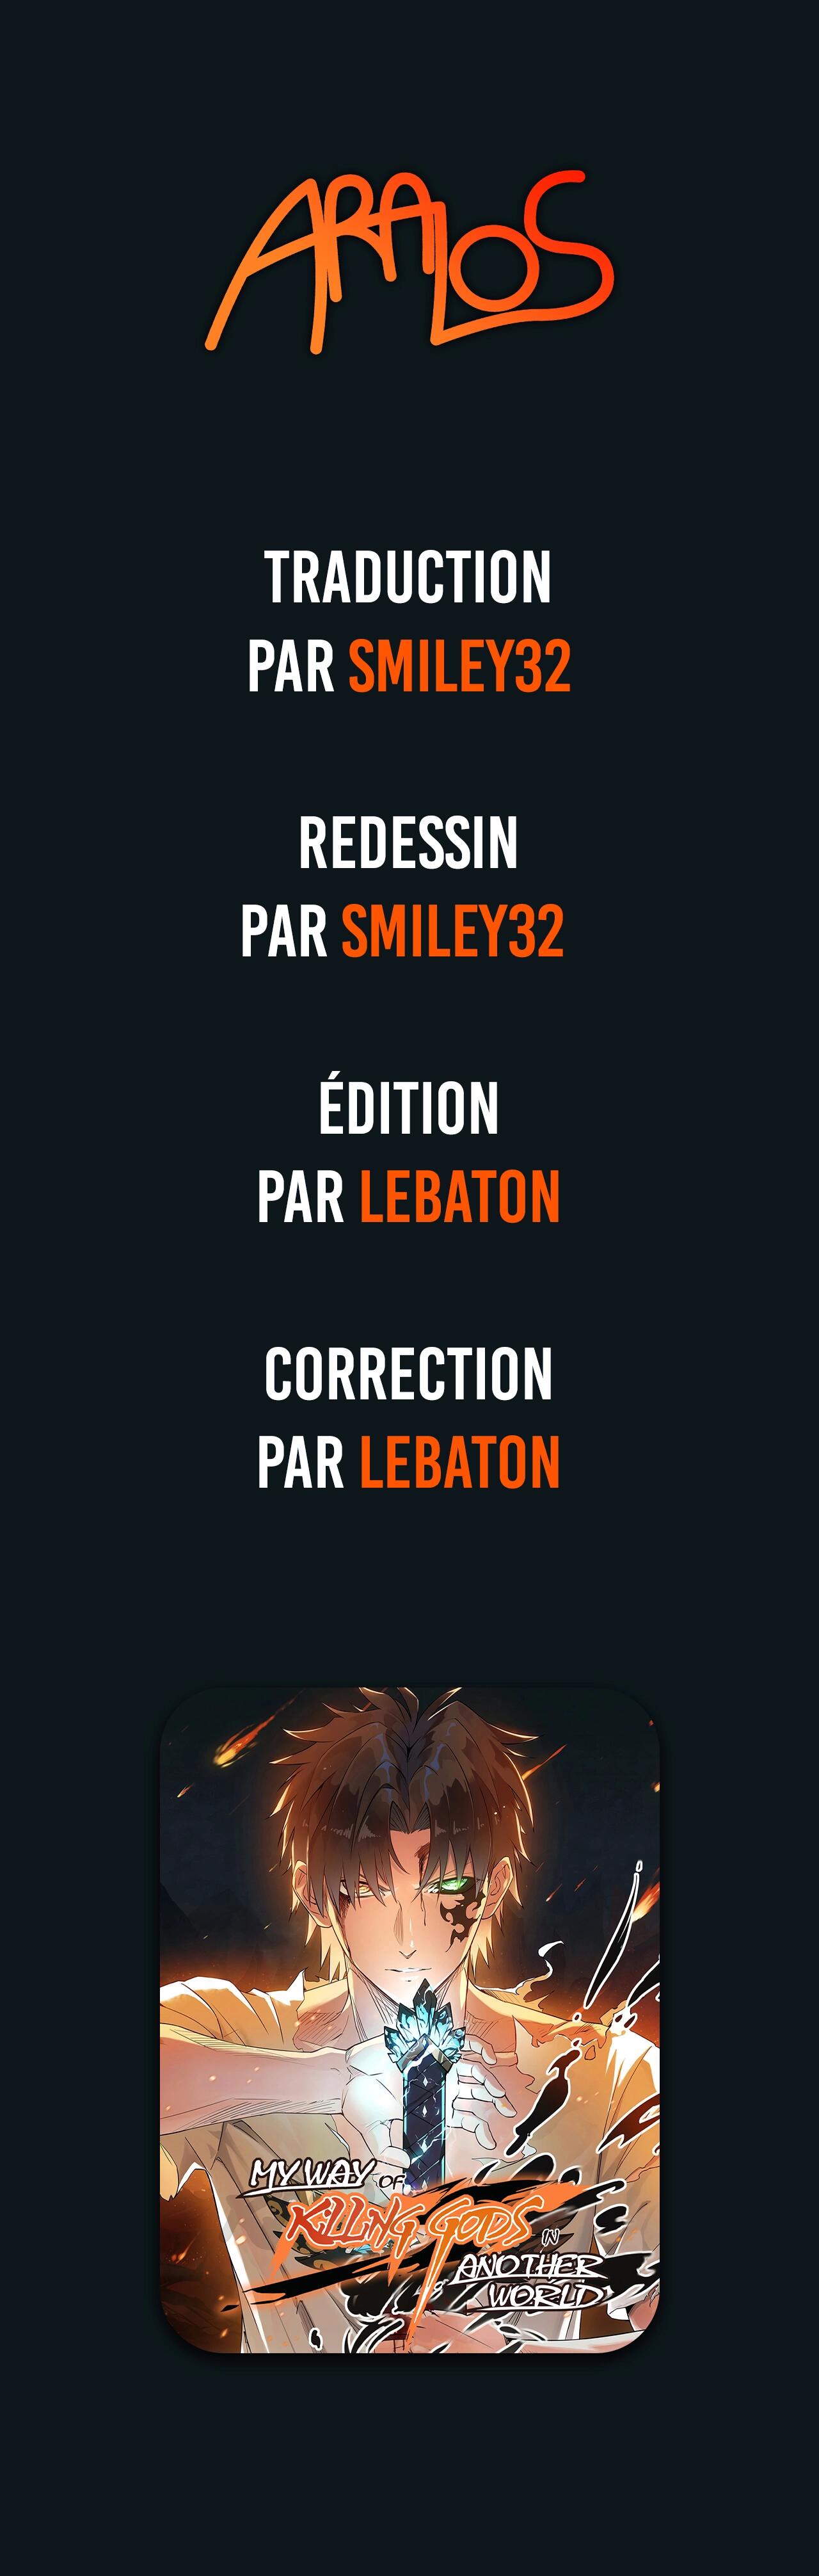 ARALOS
TRADUCTION
PAR SMILEY32
REDESSIN
PAR SMILEY32
ÉDITION
PAR LEBATON
CORRECTION
PAR LEBATON
MY WAY OF
KILLING GODS IN
ANOTHER
WORLD